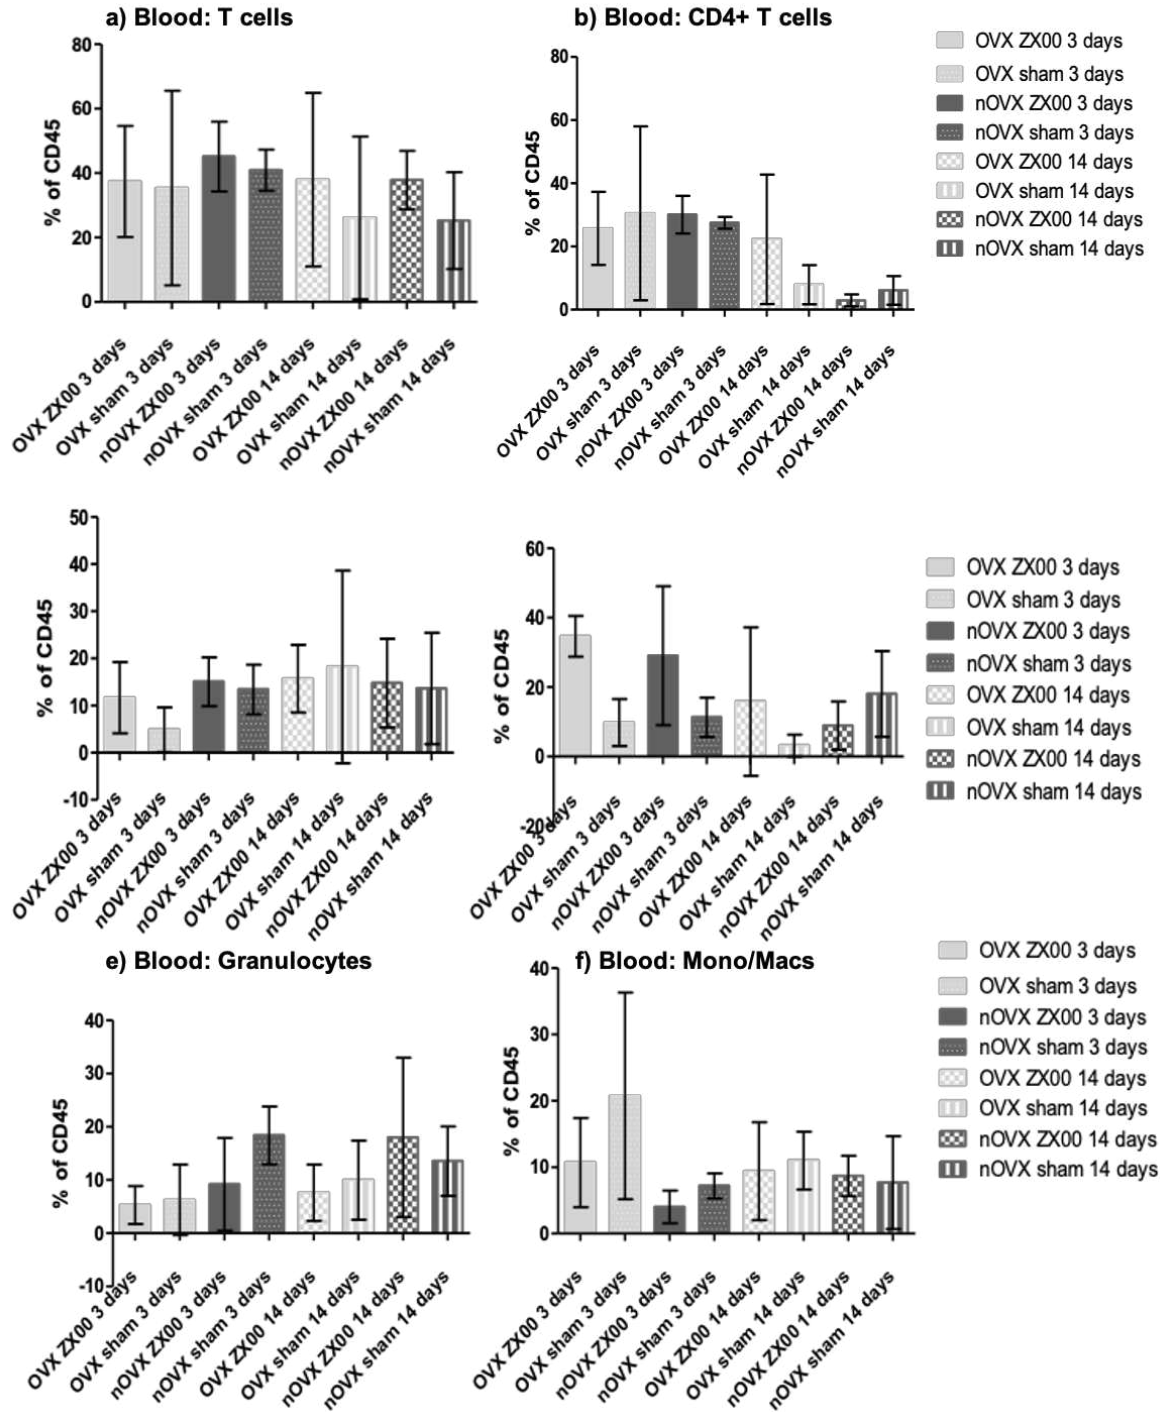 a) Blood: T cells
% of CD45
80
60
40
20
0
OVX ZX00 3 days
OVX sham 3 days
nOVX ZX00 3 days
nOVX sham 3 days
OVX ZX00 14 days
OVX sham 14 days
nOVX ZX00 14 days
nOVX sham 14 days
b) Blood: CD4+ T cells
% of CD45
80
60
40
20
0
OVX ZX00 3 days
OVX sham 3 days
nOVX ZX00 3 days
nOVX sham 3 days
OVX ZX00 14 days
OVX sham 14 days
nOVX ZX00 14 days
nOVX sham 14 days
OVX ZX00 3 days
OVX sham 3 days
nOVX ZX00 3 days
nOVX sham 3 days
OVX ZX00 14 days
OVX sham 14 days
nOVX ZX00 14 days
nOVX sham 14 days
% of CD45
50
40
30
20
10
0
-10
OVX ZX00 3 days
OVX sham 3 days
nOVX ZX00 3 days
nOVX sham 3 days
OVX ZX00 14 days
OVX sham 14 days
nOVX ZX00 14 days
nOVX sham 14 days
% of CD45
60
40
20
0
-20
OVX ZX00 3 days
OVX sham 3 days
nOVX ZX00 3 days
nOVX sham 3 days
OVX ZX00 14 days
OVX sham 14 days
nOVX ZX00 14 days
nOVX sham 14 days
OVX ZX00 3 days
OVX sham 3 days
nOVX ZX00 3 days
nOVX sham 3 days
OVX ZX00 14 days
OVX sham 14 days
nOVX ZX00 14 days
nOVX sham 14 days
e) Blood: Granulocytes
% of CD45
40
30
20
10
0
-10
OVX ZX00 3 days
OVX sham 3 days
nOVX ZX00 3 days
nOVX sham 3 days
OVX ZX00 14 days
OVX sham 14 days
nOVX ZX00 14 days
nOVX sham 14 days
f) Blood: Mono/Macs
% of CD45
40
30
20
10
0
OVX ZX00 3 days
OVX sham 3 days
nOVX ZX00 3 days
nOVX sham 3 days
OVX ZX00 14 days
OVX sham 14 days
nOVX ZX00 14 days
nOVX sham 14 days
OVX ZX00 3 days
OVX sham 3 days
nOVX ZX00 3 days
nOVX sham 3 days
OVX ZX00 14 days
OVX sham 14 days
nOVX ZX00 14 days
nOVX sham 14 days